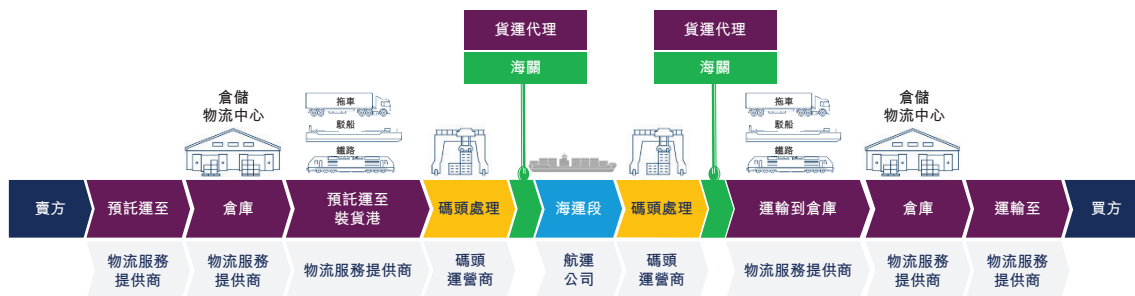 貨運代理
海關
貨運代理
海關
倉儲
物流中心
拖車
駁船
鐵路
拖車
駁船
鐵路
倉儲
物流中心
賣方
預託運至
倉庫
預託運至
裝貨港
碼頭處理
海運段
碼頭處理
運輸到倉庫
倉庫
運輸至
買方
物流服務
提供商
物流服務
提供商
物流服務提供商
碼頭
運營商
航運
公司
碼頭
運營商
物流服務提供商
物流服務
提供商
物流服務
提供商